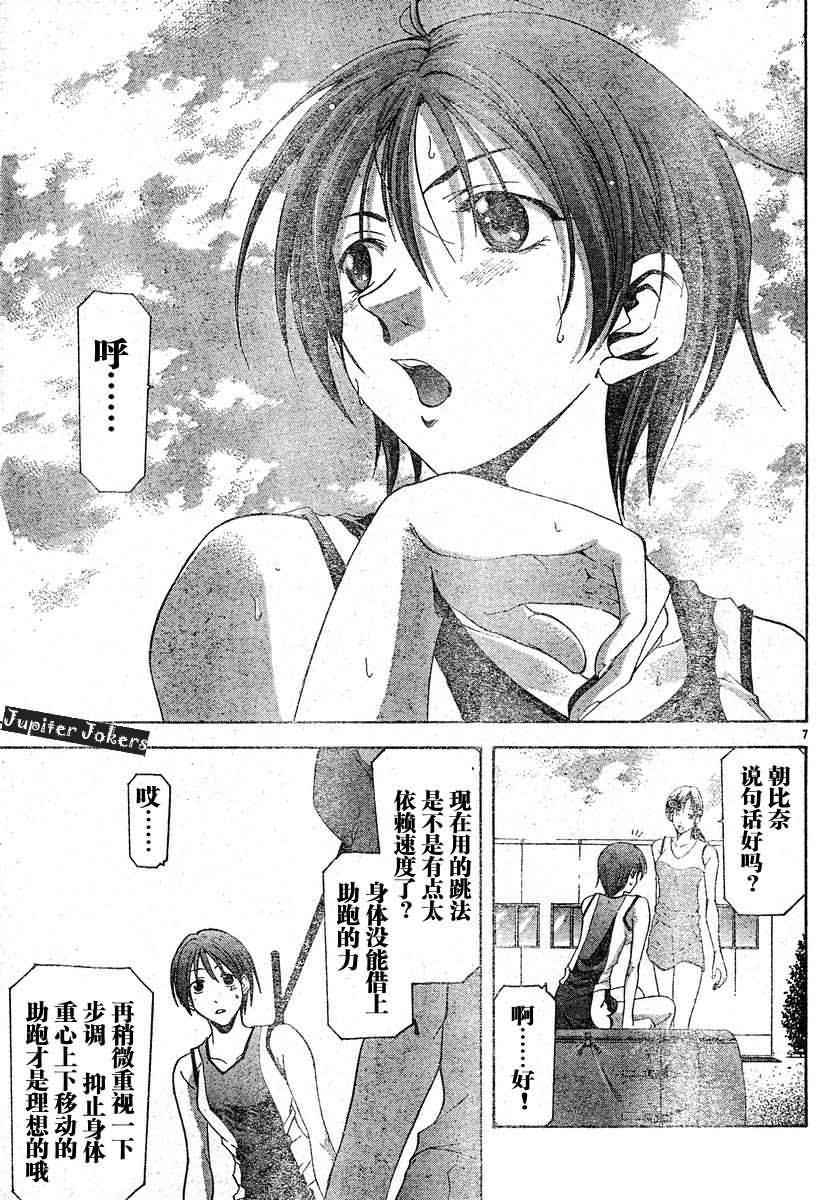 呼……
7
Jupiter Jokers
朝比奈
说句话好吗？
啊……好！
现在用的跳法
是不是有点太
依赖速度了？
身体没能借上
助跑的力
哎……
再稍微重视一下
步调 抑止身体
重心上下移动的
助跑才是理想的哦